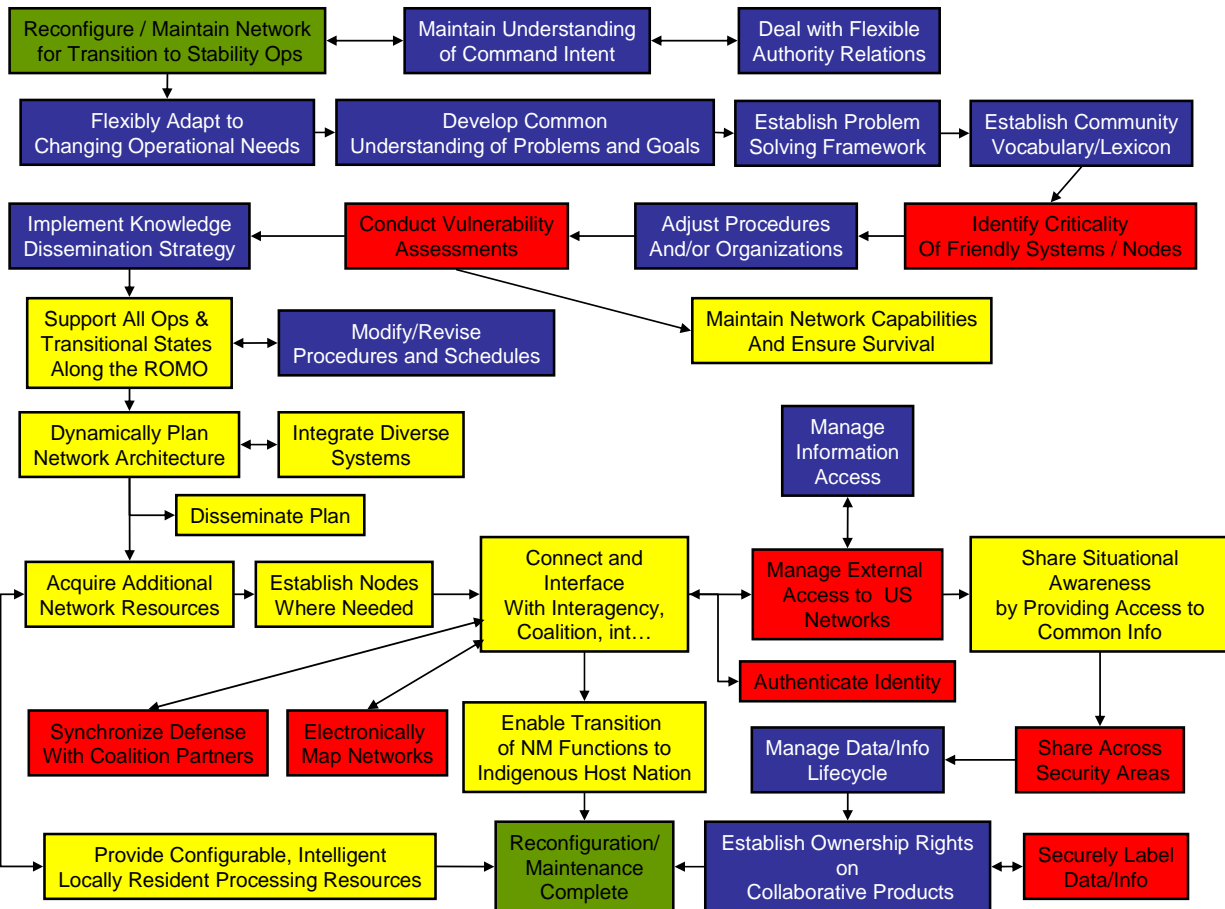 Reconfigure / Maintain Network
for Transition to Stability Ops
Maintain Understanding
of Command Intent
Deal with Flexible
Authority Relations
Flexibly Adapt to
Changing Operational Needs
Develop Common
Understanding of Problems and Goals
Establish Problem
Solving Framework
Establish Community
Vocabulary/Lexicon
Implement Knowledge
Dissemination Strategy
Conduct Vulnerability
Assessments
Adjust Procedures
And/or Organizations
Identify Criticality
Of Friendly Systems / Nodes
Support All Ops &
Transitional States
Along the ROMO
Modify/Revise
Procedures and Schedules
Maintain Network Capabilities
And Ensure Survival
Dynamically Plan
Network Architecture
Integrate Diverse
Systems
Manage
Information
Access
Disseminate Plan
Acquire Additional
Network Resources
Establish Nodes
Where Needed
Connect and
Interface
With Interagency,
Coalition, int…
Manage External
Access to US
Networks
Share Situational
Awareness
by Providing Access to
Common Info
Authenticate Identity
Synchronize Defense
With Coalition Partners
Electronically
Map Networks
Enable Transition
of NM Functions to
Indigenous Host Nation
Manage Data/Info
Lifecycle
Share Across
Security Areas
Provide Configurable, Intelligent
Locally Resident Processing Resources
Reconfiguration/
Maintenance
Complete
Establish Ownership Rights
on
Collaborative Products
Securely Label
Data/Info